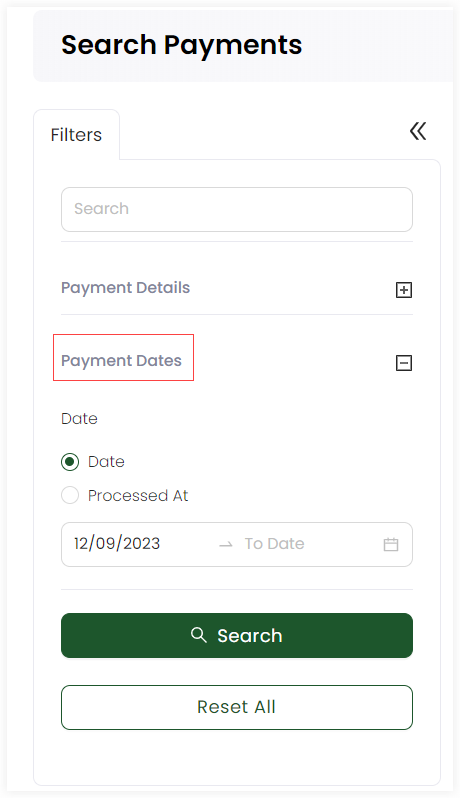 Search Payments
Filters
Search
Payment Details
Payment Dates
Date
Date
Processed At
12/09/2023 → To Date
Search
Reset All